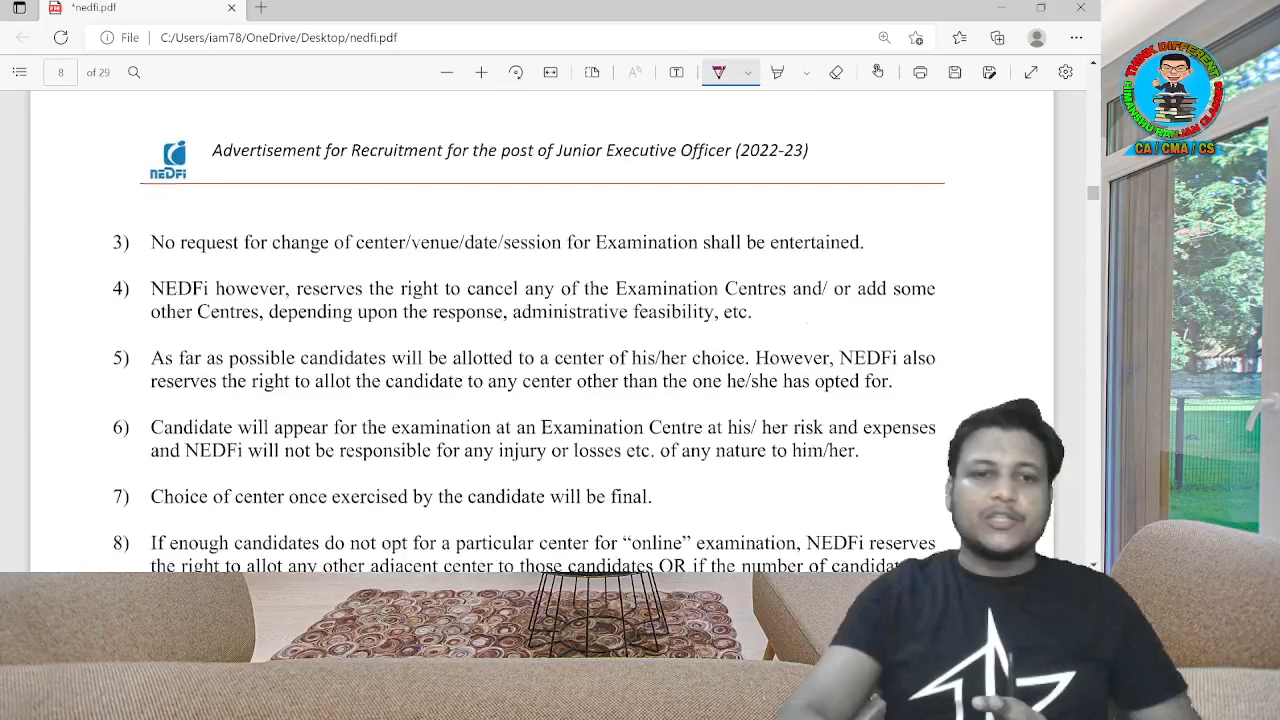 *nedfi.pdf
File C:/Users/iam78/OneDrive/Desktop/nedfi.pdf
8 of 29
neDFi
Advertisement for Recruitment for the Post of Junior Executive Officer (2022-23)
3) No request for change of center/venue/date/session for Examination shall be entertained.
4) NEDFi however, reserves the right to cancel any of the Examination Centres and/ or add some
other Centres, depending upon the response, administrative feasibility, etc.
5) As far as possible candidates will be allotted to a center of his/her choice. However, NEDFi also
reserves the right to allot the candidate to any center other than the one he/she has opted for.
6) Candidate will appear for the examination at an Examination Centre at his/ her risk and expenses
and NEDFi will not be responsible for any injury or losses etc. of any nature to him/her.
7) Choice of center once exercised by the candidate will be final.
8) If enough candidates do not opt for a particular center for “online” examination, NEDFi reserves
the right to allot any other adjacent center to those candidates OR if the number of
THINK DIFFERENT
CA / CMA / CS